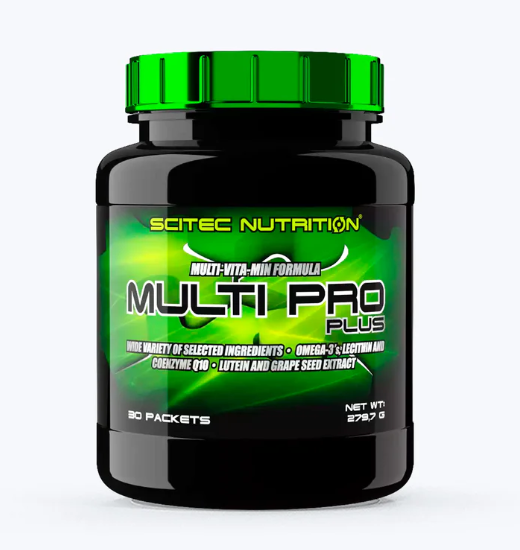 SCITEC NUTRITION®
MULTI-VITA-MIN FORMULA
MULTI PRO
PLUS
WIDE VARIETY OF SELECTED INGREDIENTS • OMEGA-3's, LECITHIN AND
COENZYME Q10 • LUTEIN AND GRAPE SEED EXTRACT
30 PACKETS
NET WT:
279,7 G